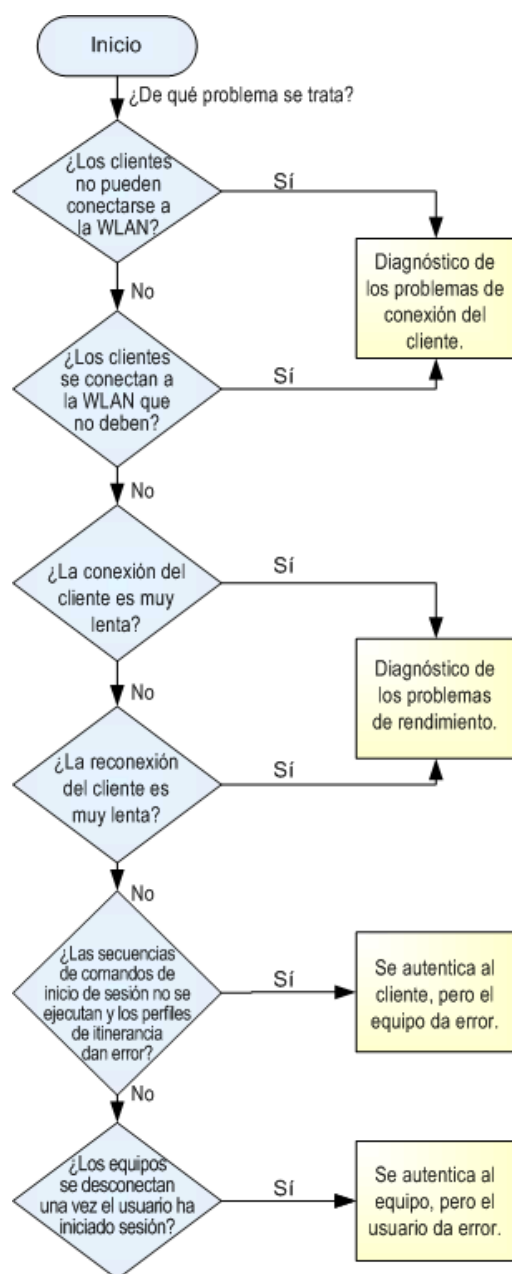 Inicio
¿De qué problema se trata?
¿Los clientes
no pueden
conectarse a
la WLAN?
Sí
Diagnóstico de
los problemas de
conexión del
cliente.
No
¿Los clientes
se conectan a
la WLAN que
no deben?
Sí
No
¿La conexión del
cliente es muy
lenta?
Sí
Diagnóstico de
los problemas
de rendimiento.
No
¿La reconexión
del cliente es
muy lenta?
Sí
No
¿Las secuencias
de comandos de
inicio de sesión no se
ejecutan y los perfiles
de itinerancia
dan error?
Sí
Se autentica al
cliente, pero el
equipo da error.
No
¿Los equipos
se desconectan
una vez el usuario ha
iniciado sesión?
Sí
Se autentica al
equipo, pero el
usuario da error.